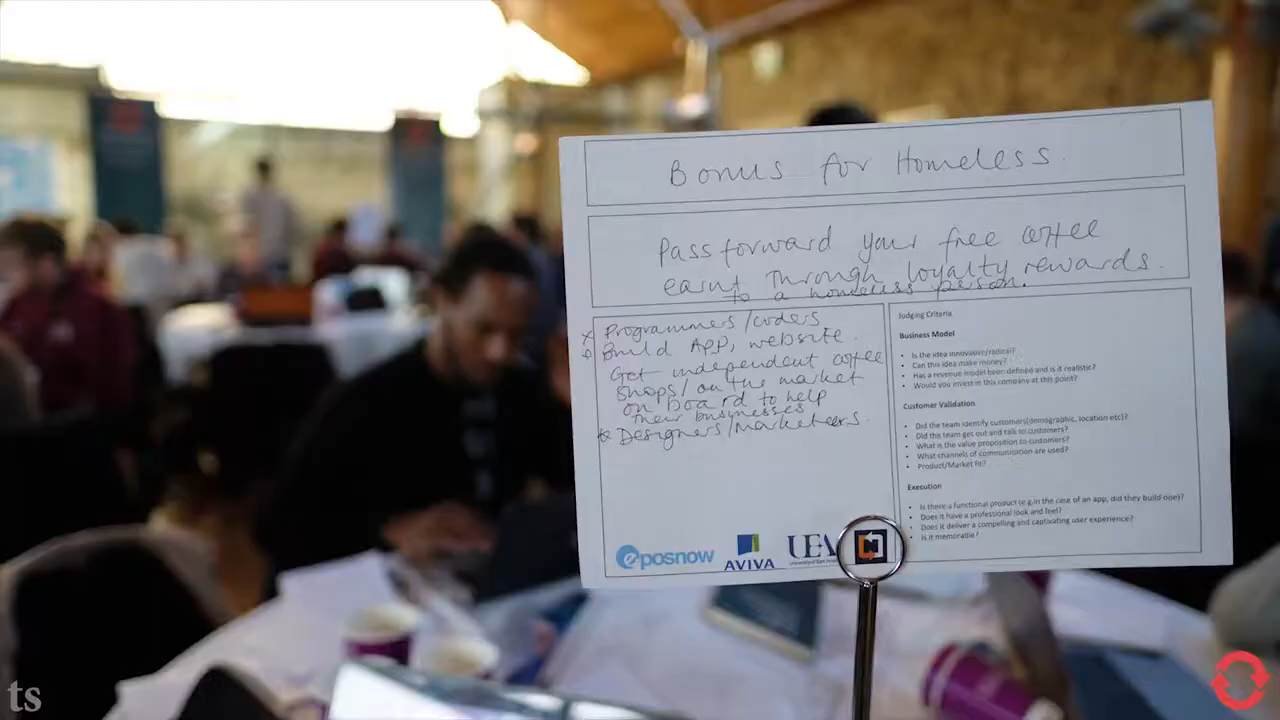 Bonus for Homeless.
Pass forward your free coffee
earnt through loyalty rewards.
to a homeless person.
x Programmers/coders
Build App, website.
Get independent coffee
shops/on the market
on board to help
their businesses
Designers/Marketeers.
Judging Criteria
Business Model
• Is the idea innovative/radical?
• Can this idea make money?
• Has a revenue model been defined and is it realistic?
• Would you invest in this company at this point?
Customer Validation
• Did the team identify customers(demographic, location etc)?
• Did the team get out and talk to customers?
• What is the value proposition to customers?
• What channels of communication are used?
• Product/Market fit?
Execution
• Is there a functional product (e.g.in the case of an app, did they build one)?
• Does it have a professional look and feel?
• Does it deliver a compelling and captivating user experience?
• Is it memorable?
eposnow
AVIVA
UEA
ts